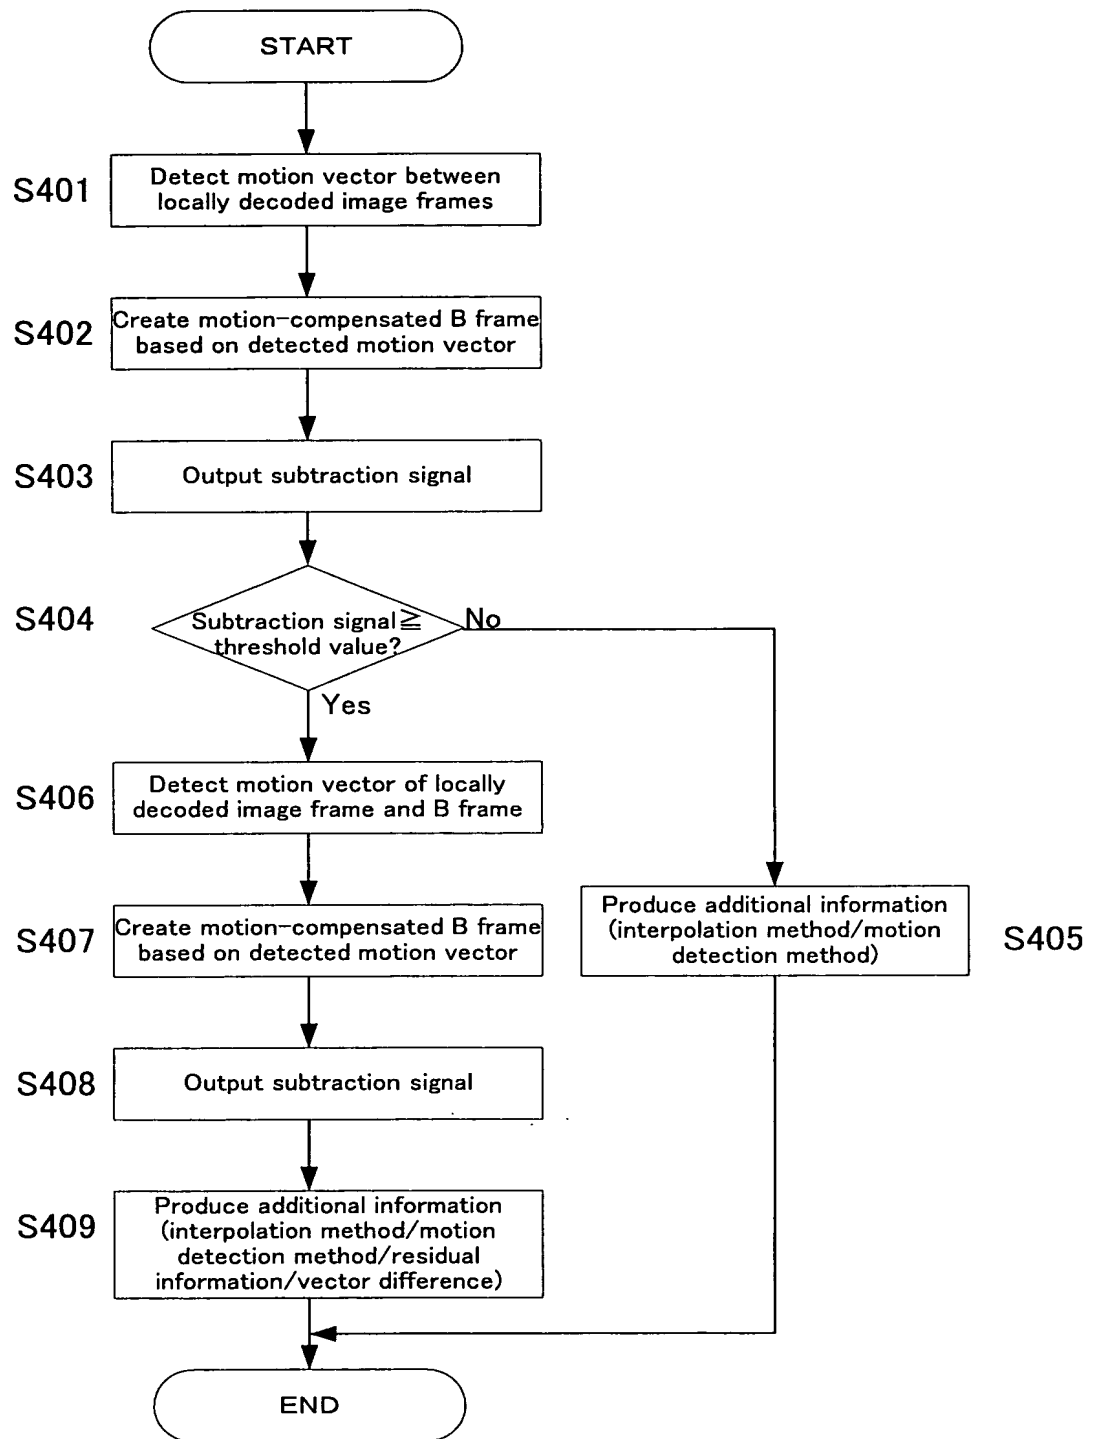 START
S401
Detect motion vector between
locally decoded image frames
S402
Create motion-compensated B frame
based on detected motion vector
S403
Output subtraction signal
S404
Subtraction signal≧
threshold value?
No
Yes
S406
Detect motion vector of locally
decoded image frame and B frame
S407
Create motion-compensated B frame
based on detected motion vector
Produce additional information
(interpolation method/motion
detection method)
S405
S408
Output subtraction signal
S409
Produce additional information
(interpolation method/motion
detection method/residual
information/vector difference)
END